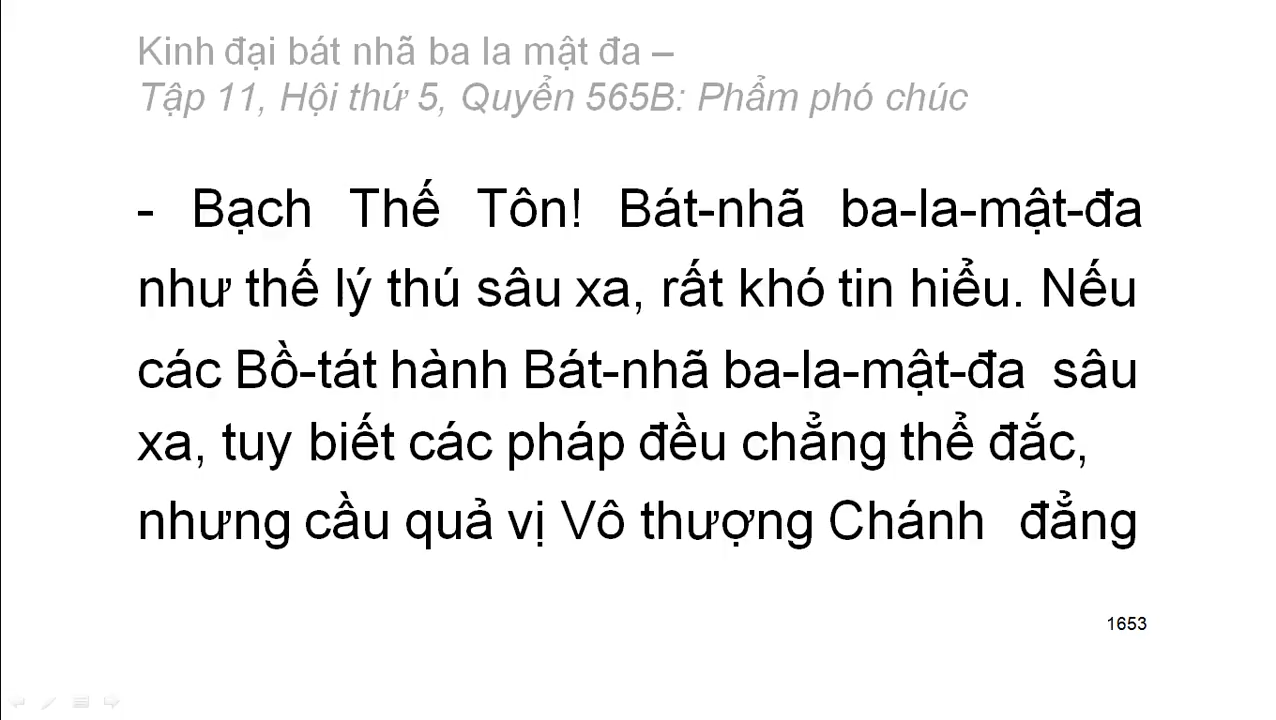 Kinh đại bát nhã ba la mật đa –
Tập 11, Hội thứ 5, Quyển 565B: Phẩm phó chúc
- Bạch Thế Tôn! Bát-nhã ba-la-mật-đa
như thế lý thú sâu xa, rất khó tin hiểu. Nếu
các Bồ-tát hành Bát-nhã ba-la-mật-đa sâu
xa, tuy biết các pháp đều chẳng thể đắc,
nhưng cầu quả vị Vô thượng Chánh đẳng
1653